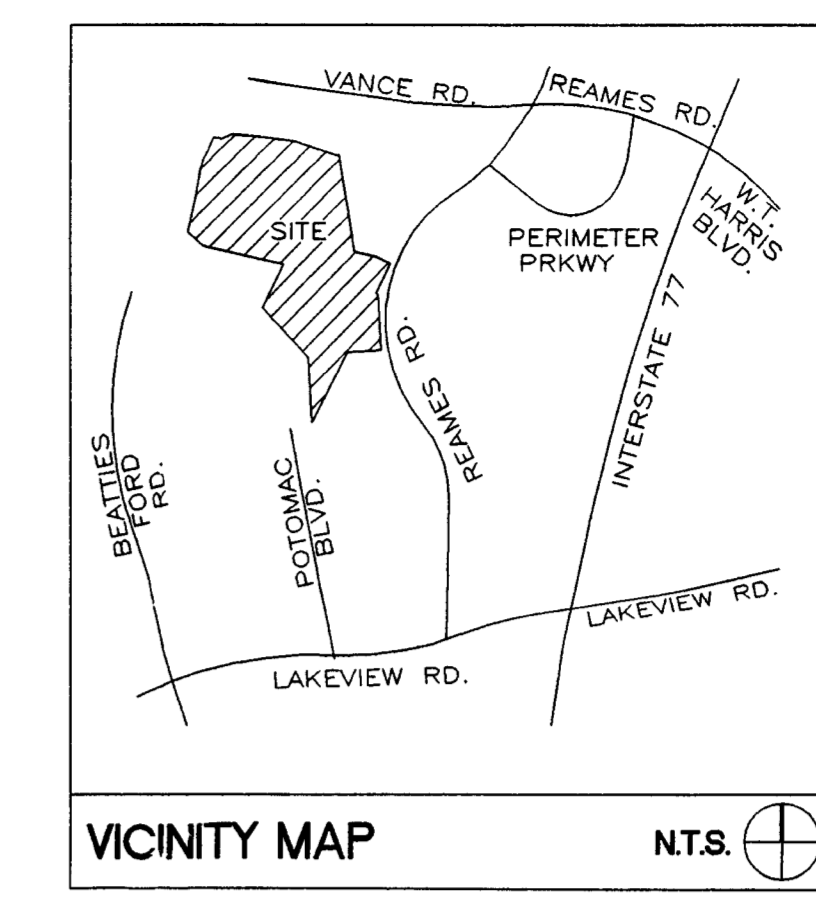 VANCE RD.
REAMES RD.
W.T.
HARRIS
BLVD.
SITE
PERIMETER
PRKWY
INTERSTATE 77
REAMES RD.
BEATTIES
FORD
RD.
POTOMAC
BLVD.
LAKEVIEW RD.
LAKEVIEW RD.
VICINITY MAP
N.T.S.